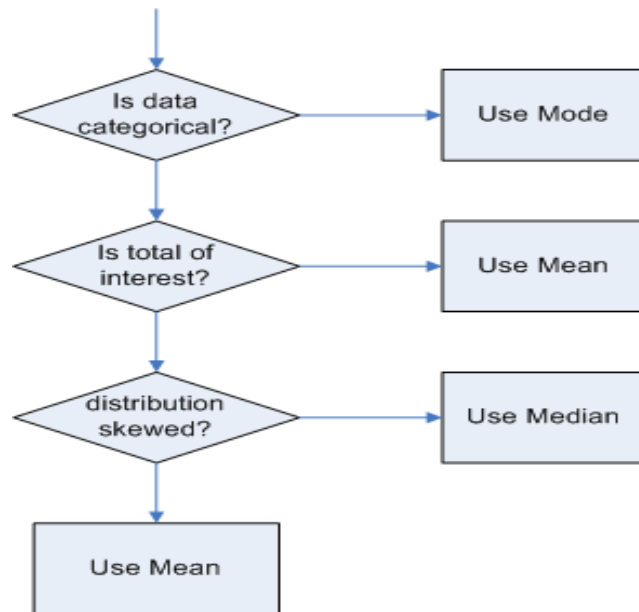 Is data
categorical?
Use Mode
Is total of
interest?
Use Mean
distribution
skewed?
Use Median
Use Mean